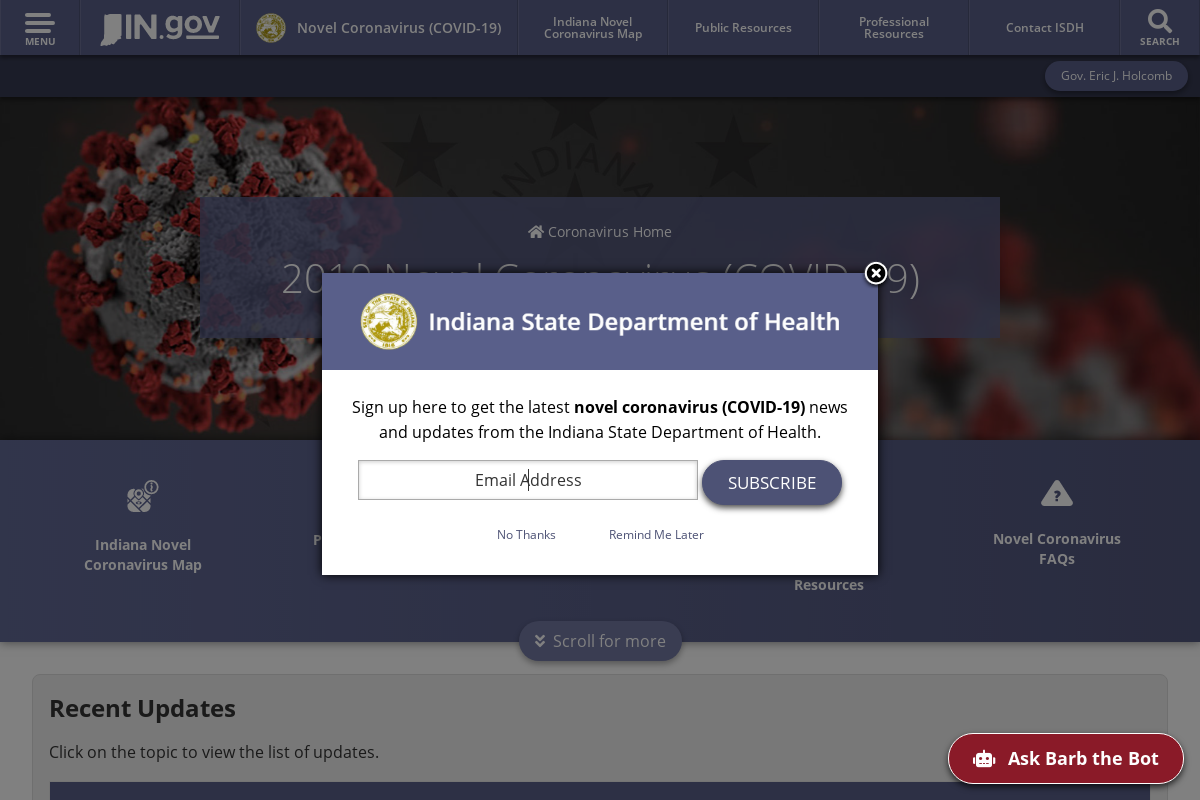 MENU
IN.gov
Novel Coronavirus (COVID-19)
Indiana Novel
Coronavirus Map
Public Resources
Professional
Resources
Contact ISDH
SEARCH
Gov. Eric J. Holcomb
INDIANA
Coronavirus Home
2019 Novel Coronavirus (COVID-19)
Indiana State Department of Health
Sign up here to get the latest novel coronavirus (COVID-19) news
and updates from the Indiana State Department of Health.
Email Address
SUBSCRIBE
No Thanks
Remind Me Later
Indiana Novel
Coronavirus Map
Resources
Novel Coronavirus
FAQs
Scroll for more
Recent Updates
Click on the topic to view the list of updates.
Ask Barb the Bot